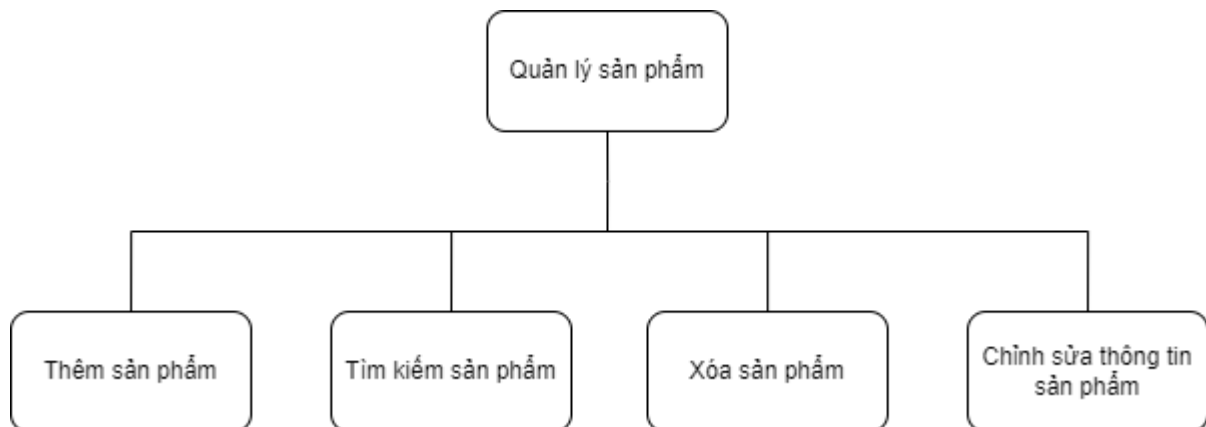 Quản lý sản phẩm
Thêm sản phẩm
Tìm kiếm sản phẩm
Xóa sản phẩm
Chỉnh sửa thông tin
sản phẩm